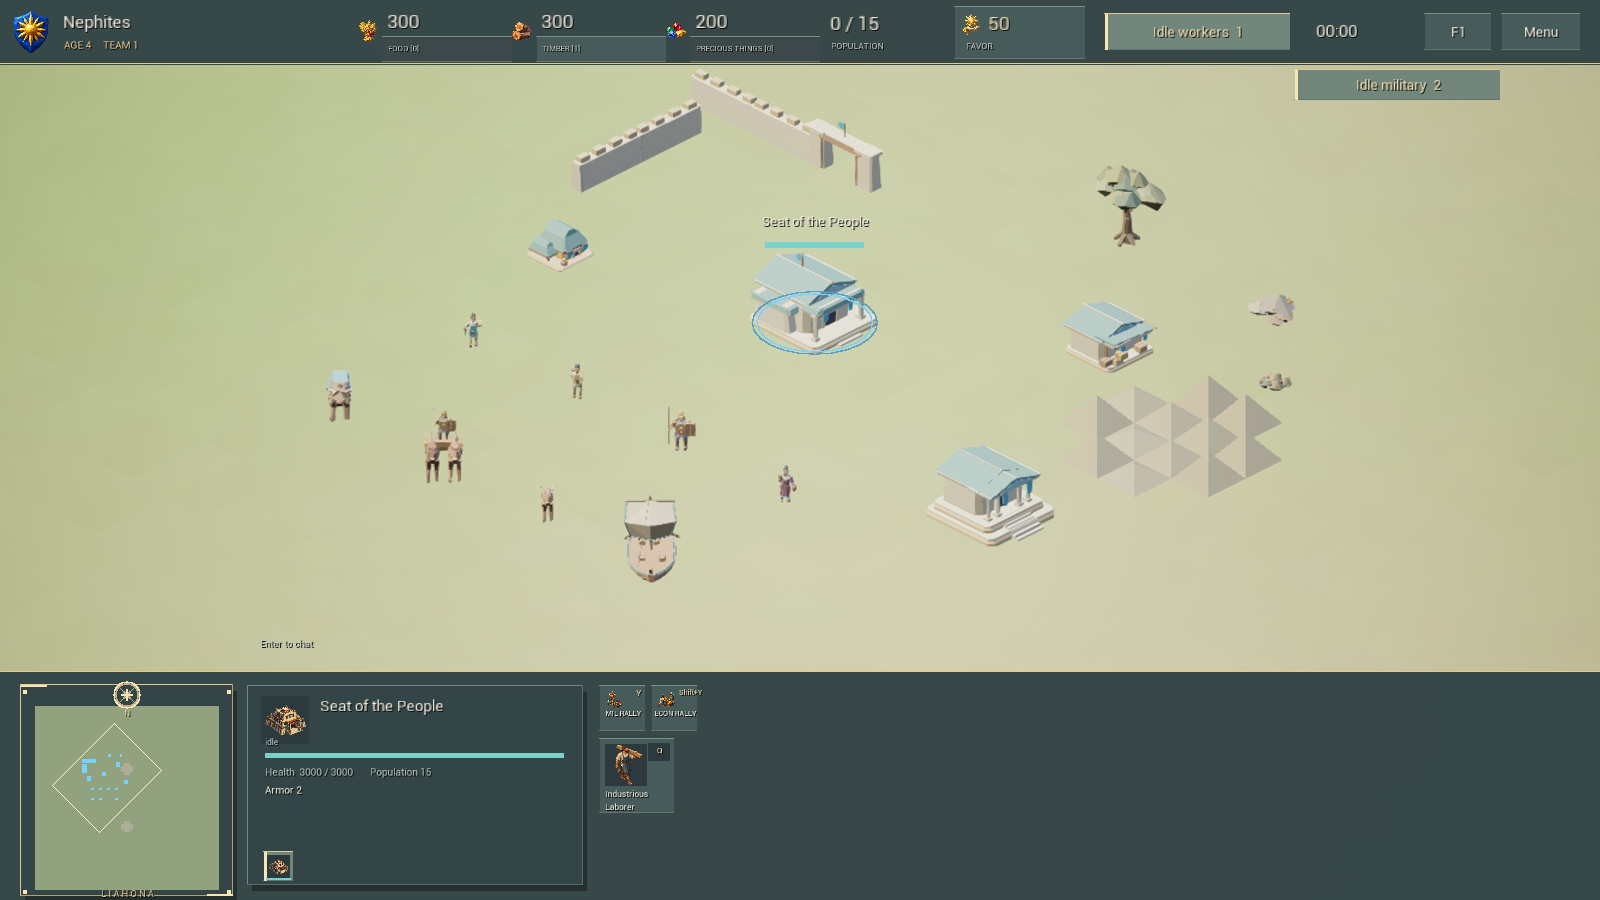 Nephites
AGE 4 TEAM 1
300
FOOD [0]
300
TIMBER [1]
200
PRECIOUS THINGS [0]
0 / 15
POPULATION
50
FAVOR
Idle workers 1
00:00
F1
Menu
Idle military 2
Seat of the People
Enter to chat
N
LIAHONA
Seat of the People
idle
Health 3000 / 3000 Population 15
Armor 2
Y
MIL RALLY
Shift+Y
ECON RALLY
Q
Industrious
Laborer